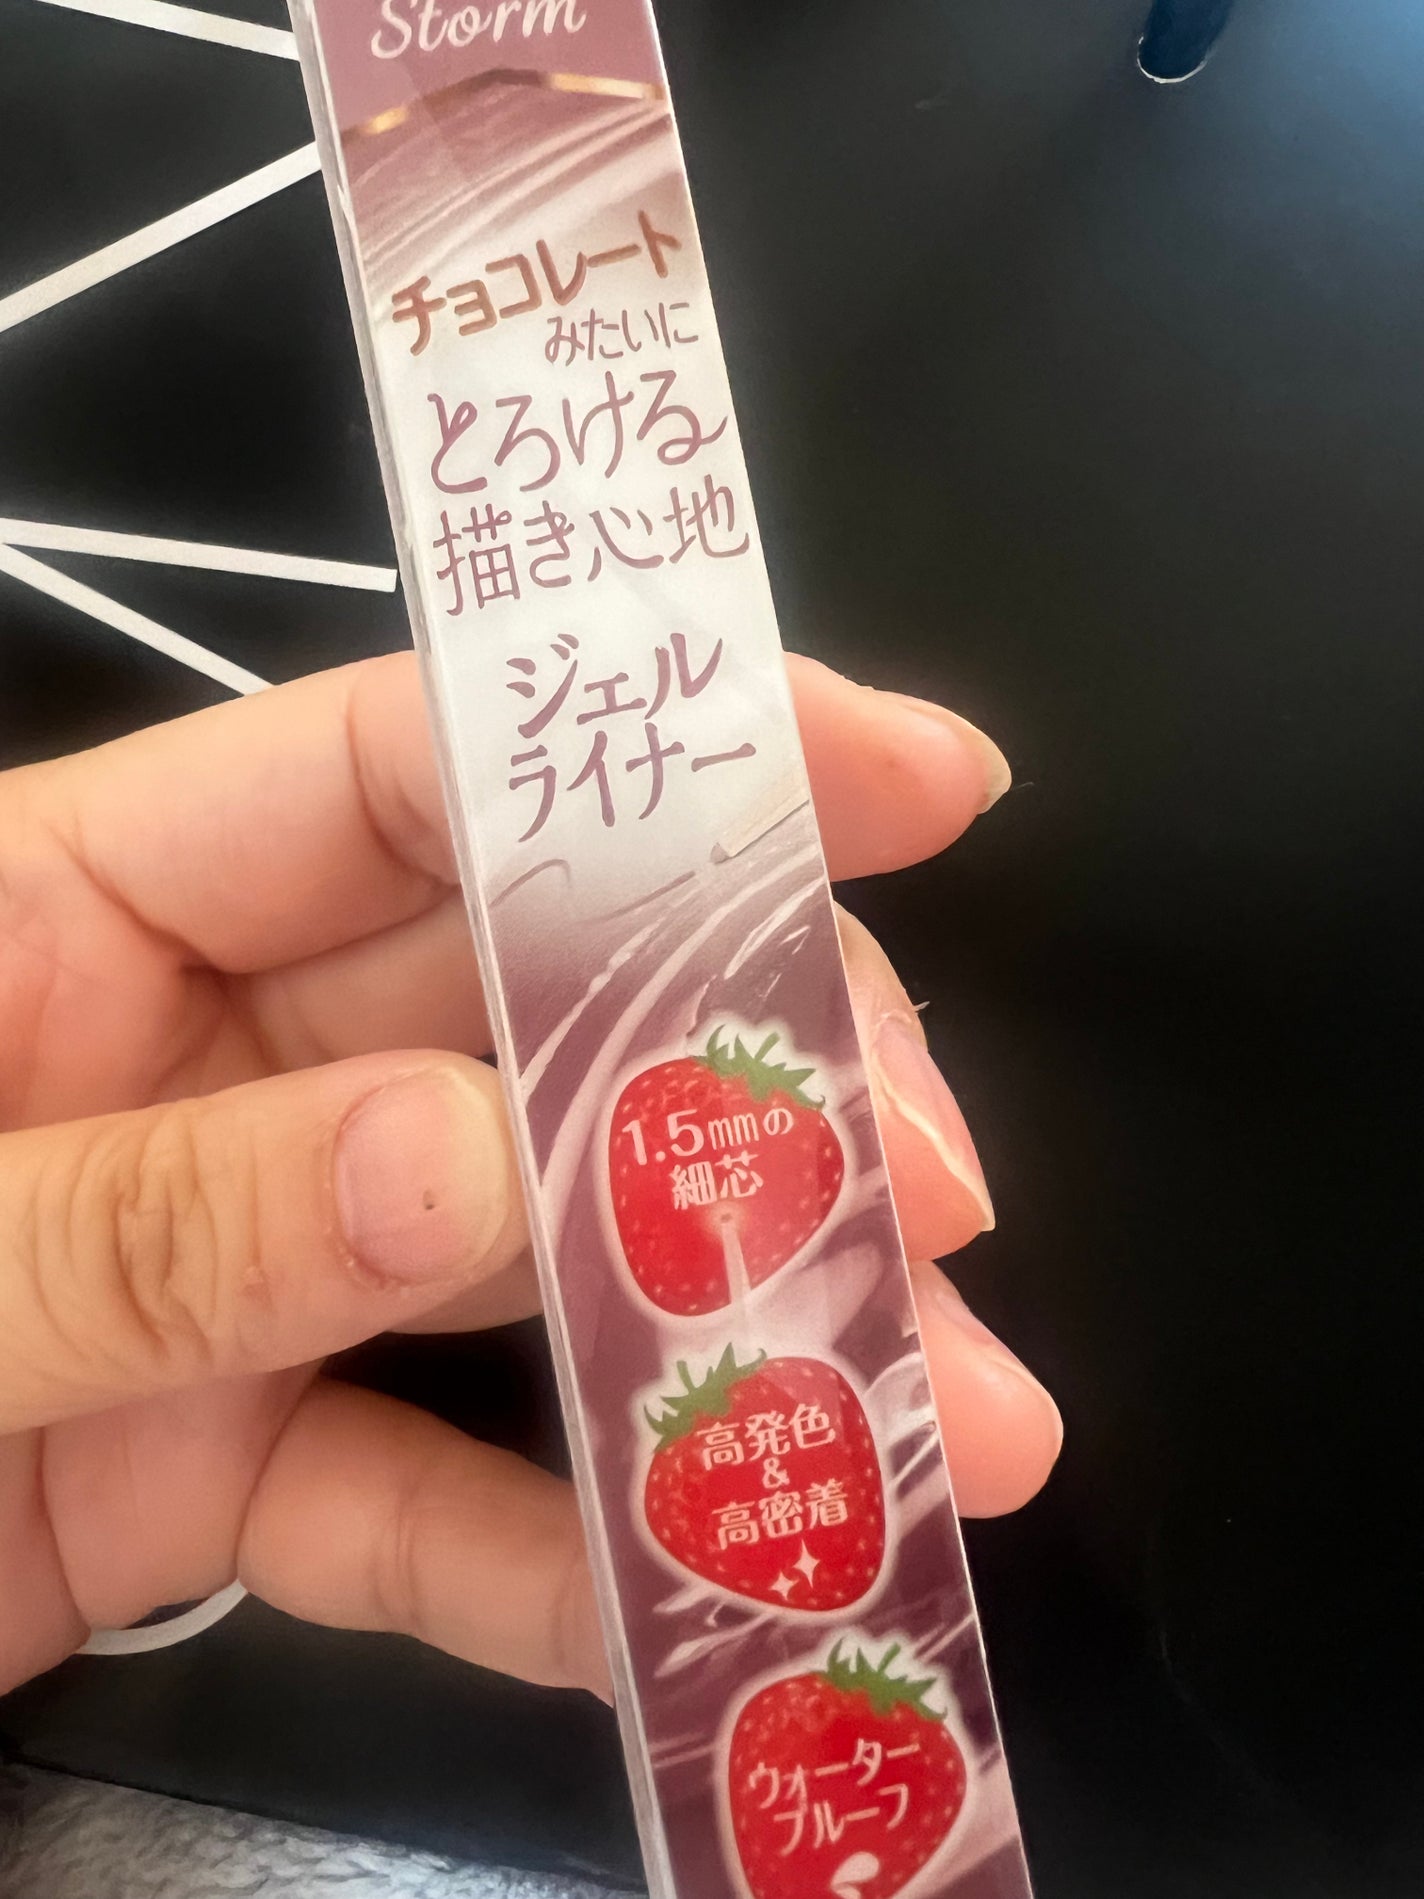 Storm
チョコレート
みたいに
とろける
描き心地
ジェル
ライナー
1.5mmの
細芯
高発色
&
高密着
ウォーター
プルーフ